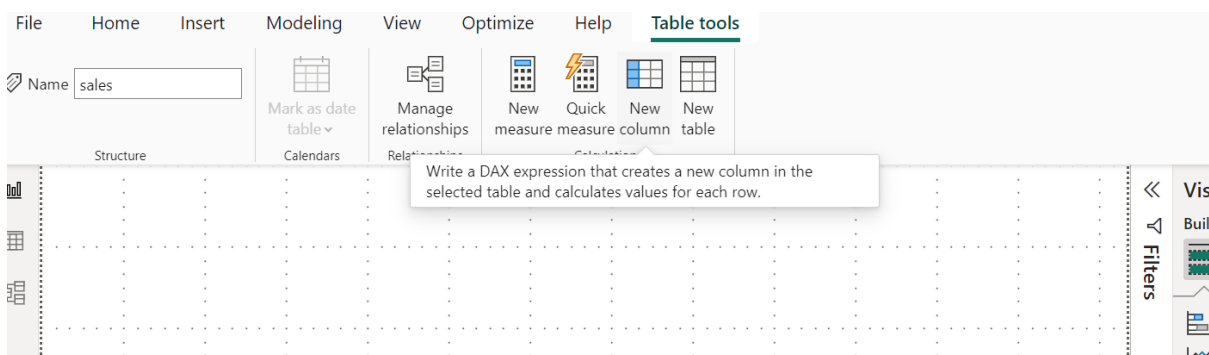 File Home Insert Modeling View Optimize Help Table tools
Name sales
Mark as date
table
Manage
relationships
New
measure
Quick
measure
New
column
New
table
Structure
Calendars
Write a DAX expression that creates a new column in the
selected table and calculates values for each row.
Filters
Vis
Buil